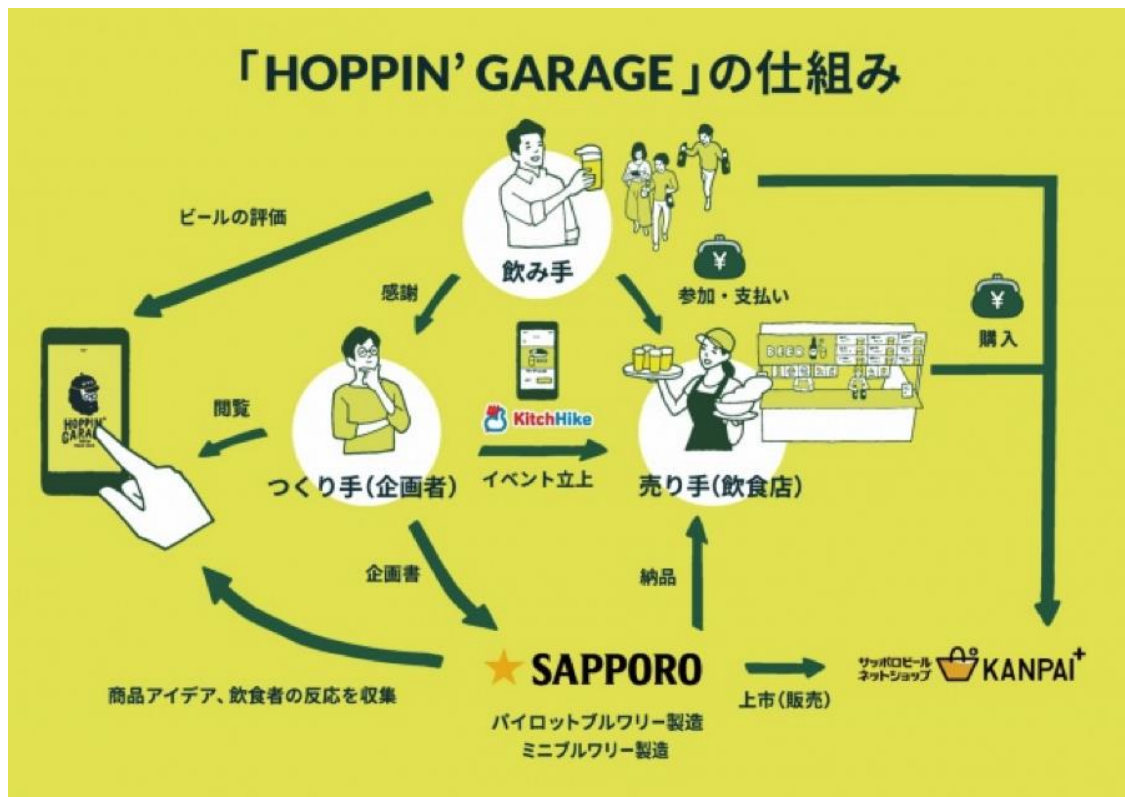 「HOPPIN' GARAGE」の仕組み
ビールの評価
飲み手
感謝
参加・支払い
¥
¥
購入
HOPPIN'
GARAGE
閲覧
KitchHike
BEER
つくり手(企画者)
イベント立上
売り手(飲食店)
企画書
納品
商品アイデア、飲食者の反応を収集
SAPPORO
パイロットブルワリー製造
ミニブルワリー製造
上市(販売)
サッポロビール
ネットショップ
KANPAI+